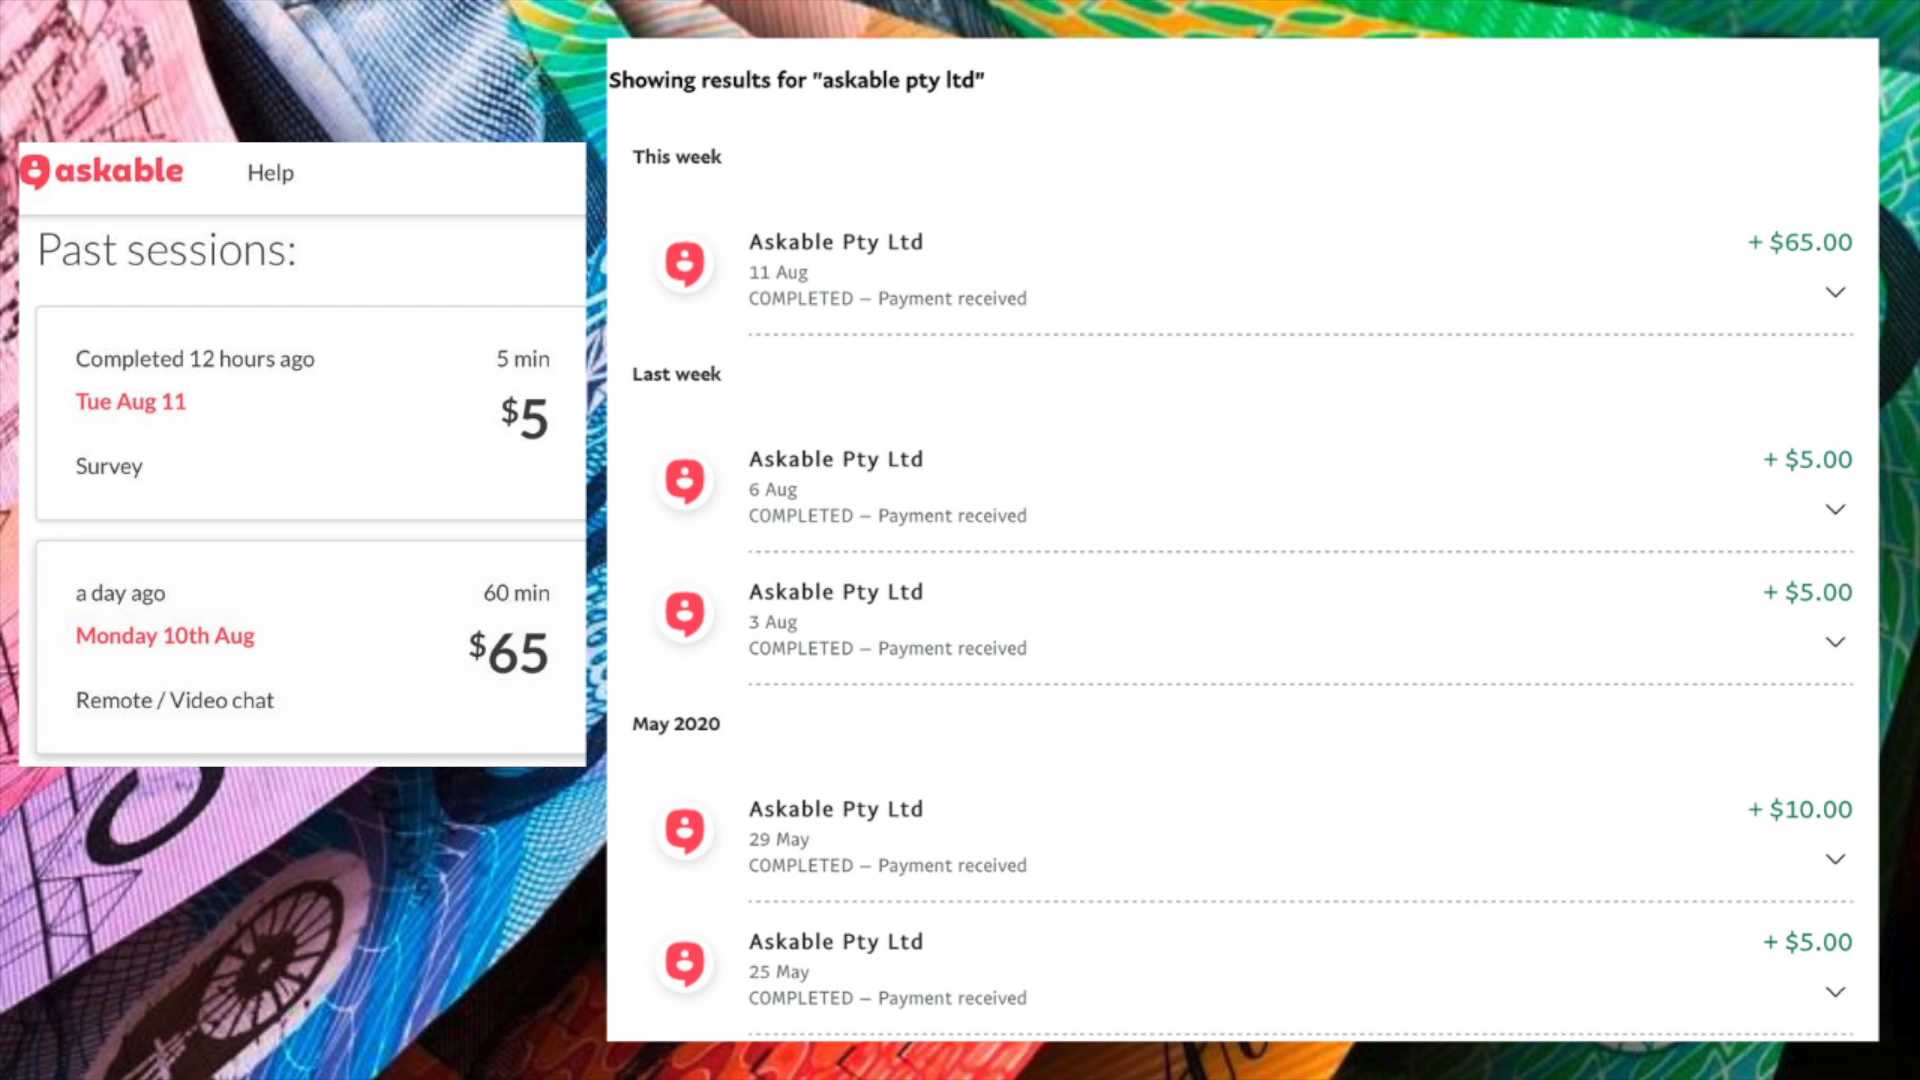 askable
Help
Past sessions:
Completed 12 hours ago
5 min
Tue Aug 11
$5
Survey
a day ago
60 min
Monday 10th Aug
$65
Remote / Video chat
Showing results for "askable pty ltd"
This week
Askable Pty Ltd
+ $65.00
11 Aug
COMPLETED – Payment received
Last week
Askable Pty Ltd
+ $5.00
6 Aug
COMPLETED – Payment received
Askable Pty Ltd
+ $5.00
3 Aug
COMPLETED – Payment received
May 2020
Askable Pty Ltd
+ $10.00
29 May
COMPLETED – Payment received
Askable Pty Ltd
+ $5.00
25 May
COMPLETED – Payment received